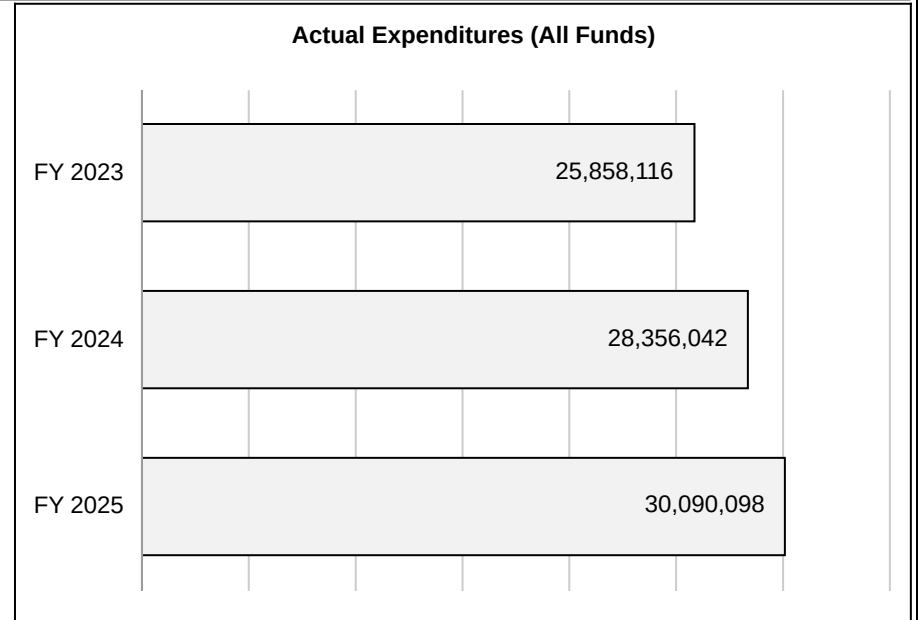 Actual Expenditures (All Funds)
FY 2023 25,858,116
FY 2024 28,356,042
FY 2025 30,090,098